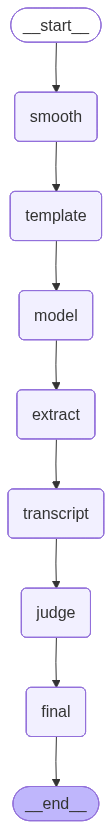 __start__
smooth
template
model
extract
transcript
judge
final
__end__